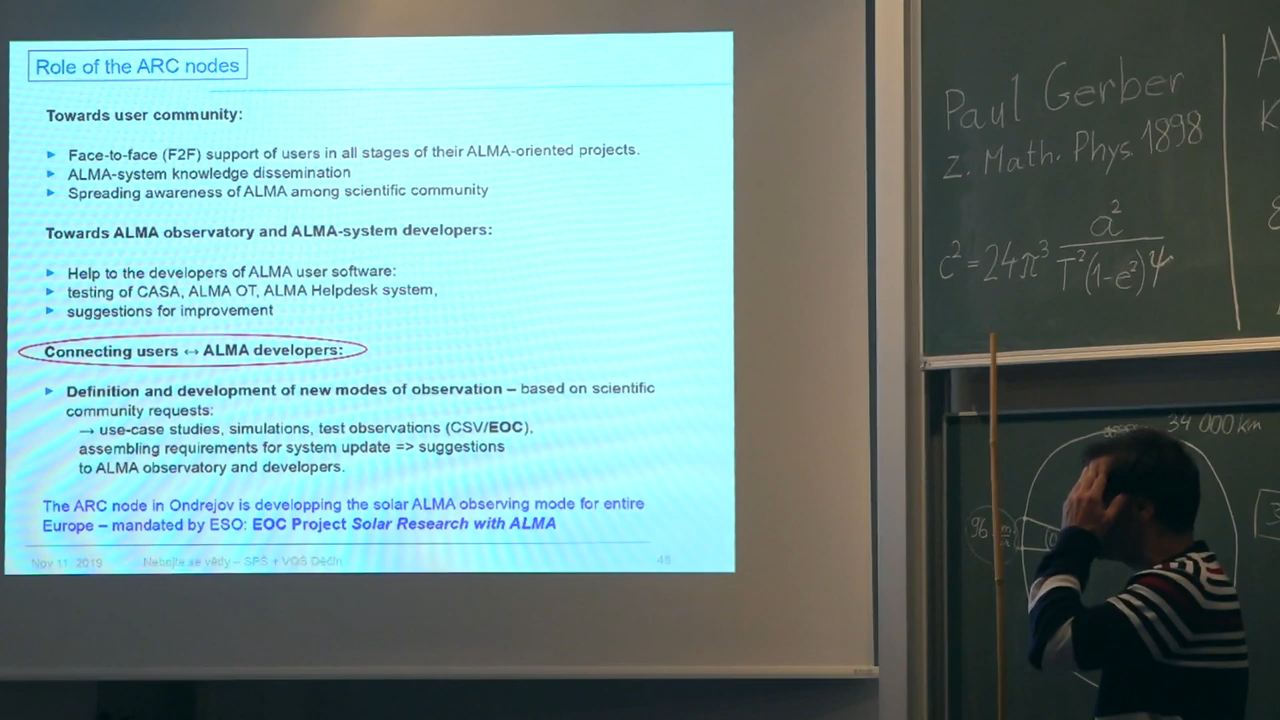 Role of the ARC nodes
Towards user community:
Face-to-face (F2F) support of users in all stages of their ALMA-oriented projects.
ALMA-system knowledge dissemination
Spreading awareness of ALMA among scientific community
Towards ALMA observatory and ALMA-system developers:
Help to the developers of ALMA user software:
testing of CASA, ALMA OT, ALMA Helpdesk system,
suggestions for improvement
Connecting users ↔ ALMA developers:
Definition and development of new modes of observation – based on scientific
community requests:
→ use-case studies, simulations, test observations (CSV/EOC),
assembling requirements for system update => suggestions
to ALMA observatory and developers.
The ARC node in Ondrejov is developping the solar ALMA observing mode for entire
Europe – mandated by ESO: EOC Project Solar Research with ALMA
Nov 11, 2019 Nebojte se vědy – SPŠ + VOŠ Děčín 48
Paul Gerber
Z. Math. Phys. 1898
c² = 24π³ a² / T²(1-e²)ψ
34 000 km
96